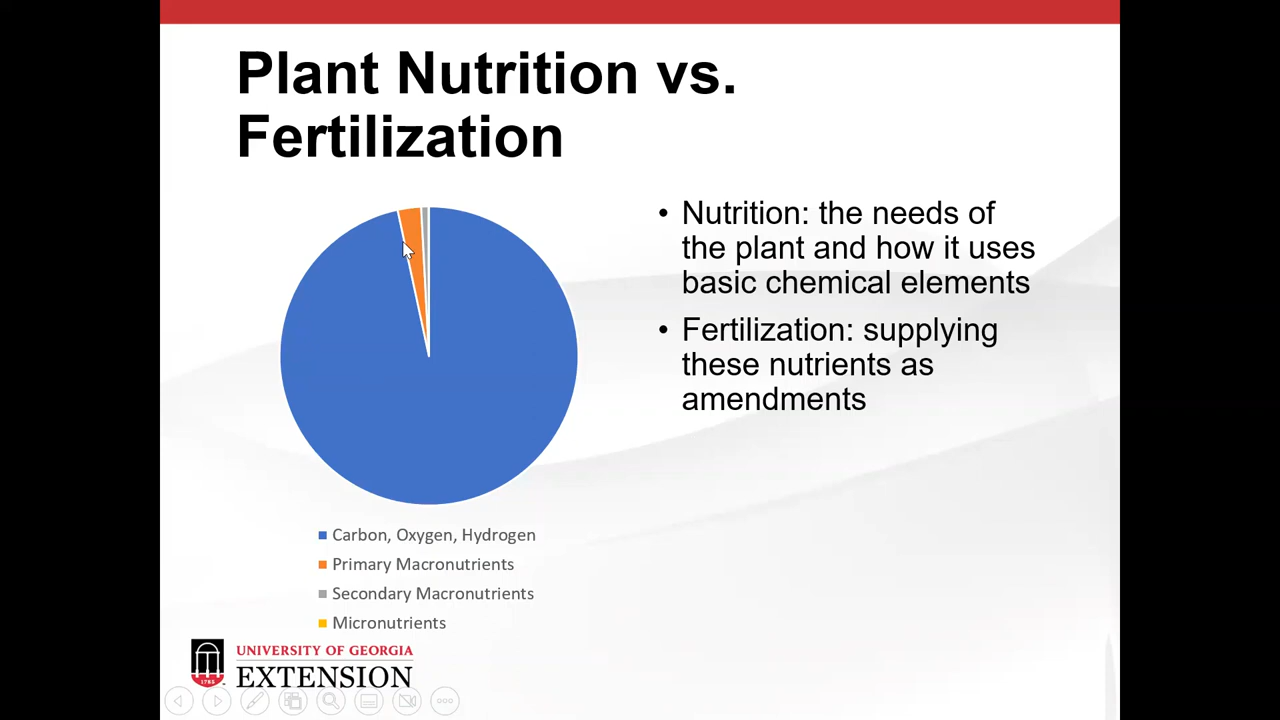 Plant Nutrition vs.
Fertilization
• Nutrition: the needs of
the plant and how it uses
basic chemical elements
• Fertilization: supplying
these nutrients as
amendments
Carbon, Oxygen, Hydrogen
Primary Macronutrients
Secondary Macronutrients
Micronutrients
1785
UNIVERSITY OF GEORGIA
EXTENSION